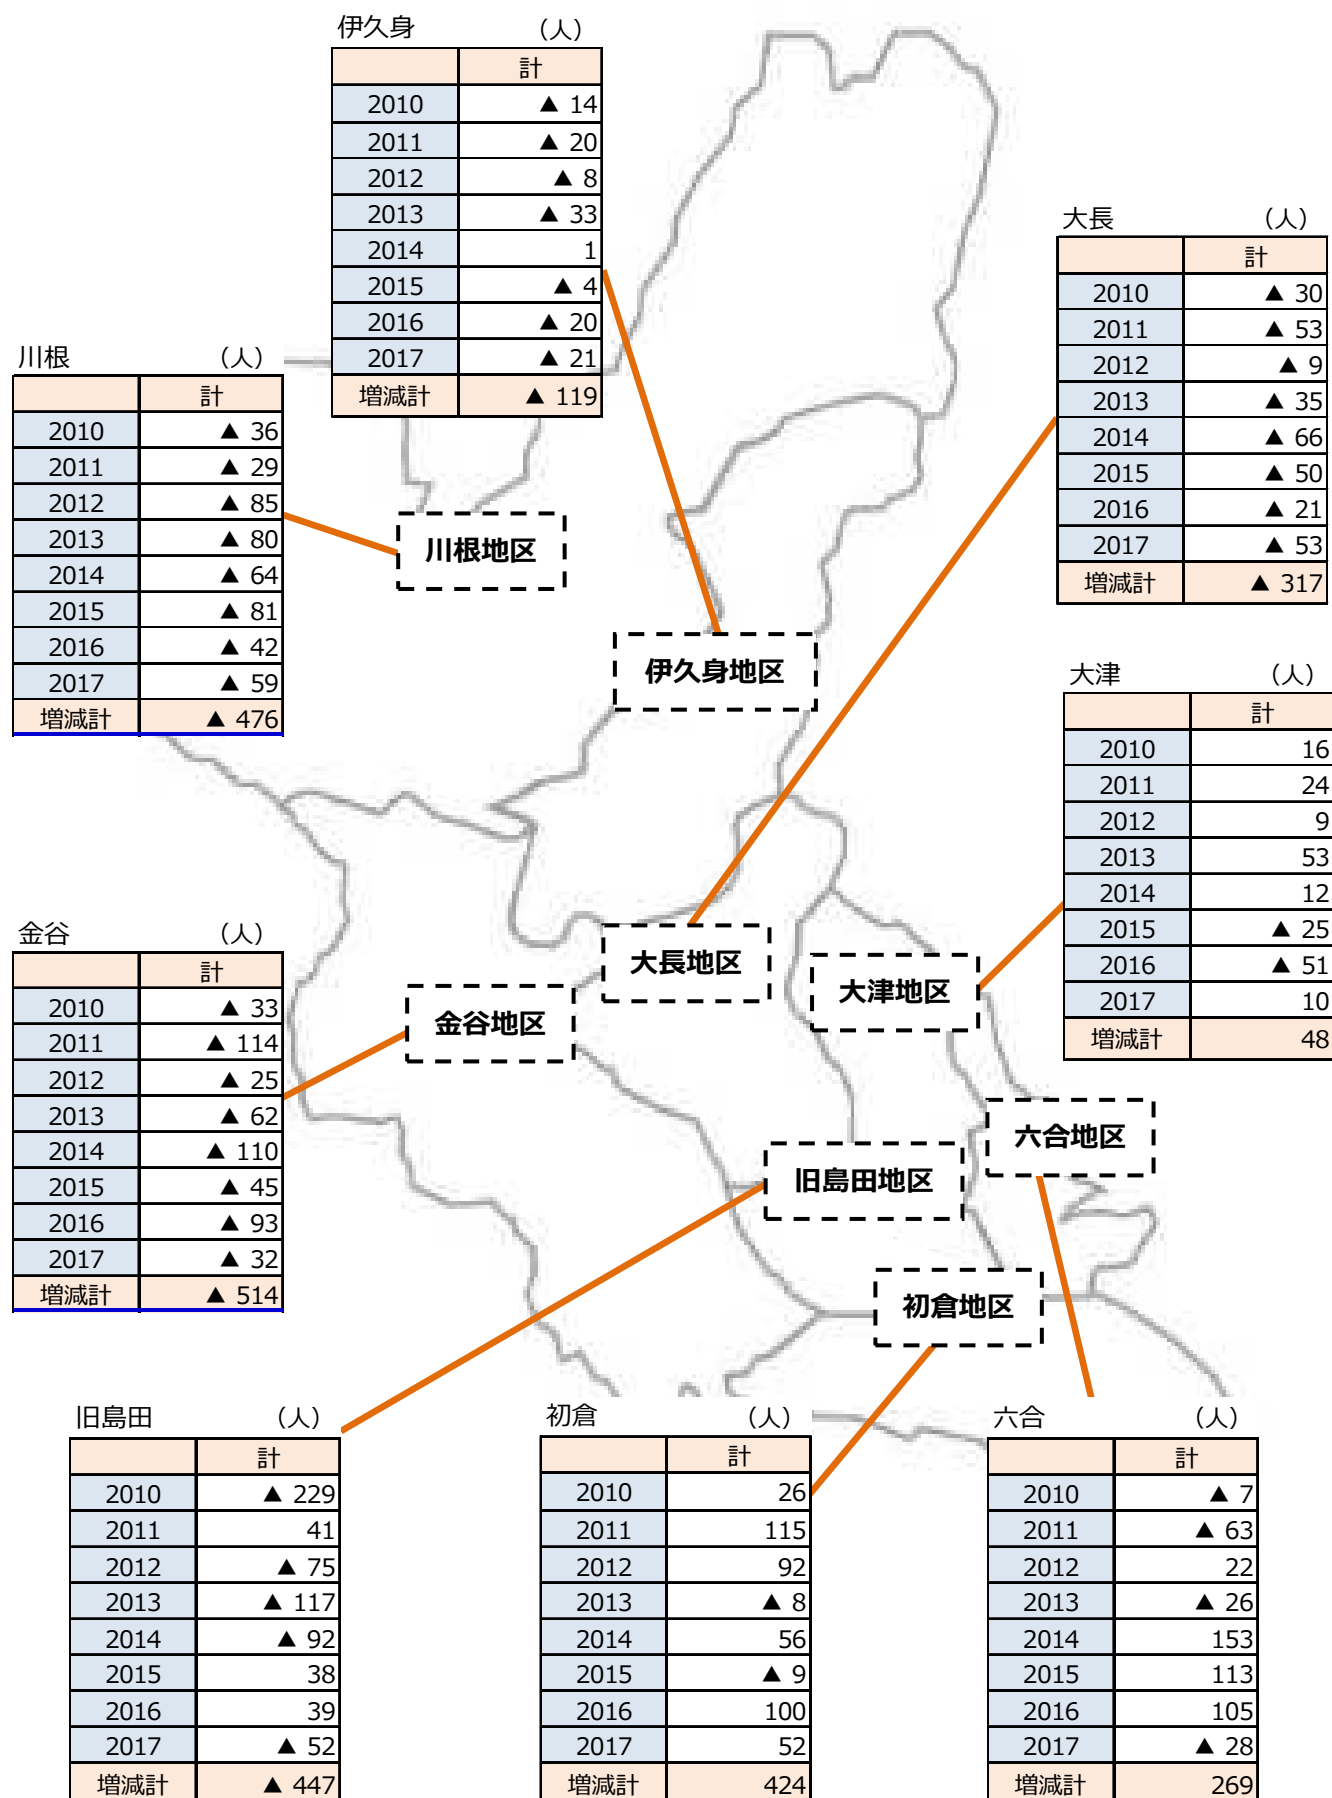 伊久身 （人）
計
2010 ▲ 14
2011 ▲ 20
2012 ▲ 8
2013 ▲ 33
2014 1
2015 ▲ 4
2016 ▲ 20
2017 ▲ 21
増減計 ▲ 119
大長 （人）
計
2010 ▲ 30
2011 ▲ 53
2012 ▲ 9
2013 ▲ 35
2014 ▲ 66
2015 ▲ 50
2016 ▲ 21
2017 ▲ 53
増減計 ▲ 317
川根 （人）
計
2010 ▲ 36
2011 ▲ 29
2012 ▲ 85
2013 ▲ 80
2014 ▲ 64
2015 ▲ 81
2016 ▲ 42
2017 ▲ 59
増減計 ▲ 476
川根地区
伊久身地区
大津 （人）
計
2010 16
2011 24
2012 9
2013 53
2014 12
2015 ▲ 25
2016 ▲ 51
2017 10
増減計 48
金谷 （人）
計
2010 ▲ 33
2011 ▲ 114
2012 ▲ 25
2013 ▲ 62
2014 ▲ 110
2015 ▲ 45
2016 ▲ 93
2017 ▲ 32
増減計 ▲ 514
大長地区
大津地区
金谷地区
六合地区
旧島田地区
初倉地区
旧島田 （人）
計
2010 ▲ 229
2011 41
2012 ▲ 75
2013 ▲ 117
2014 ▲ 92
2015 38
2016 39
2017 ▲ 52
増減計 ▲ 447
初倉 （人）
計
2010 26
2011 115
2012 92
2013 ▲ 8
2014 56
2015 ▲ 9
2016 100
2017 52
増減計 424
六合 （人）
計
2010 ▲ 7
2011 ▲ 63
2012 22
2013 ▲ 26
2014 153
2015 113
2016 105
2017 ▲ 28
増減計 269